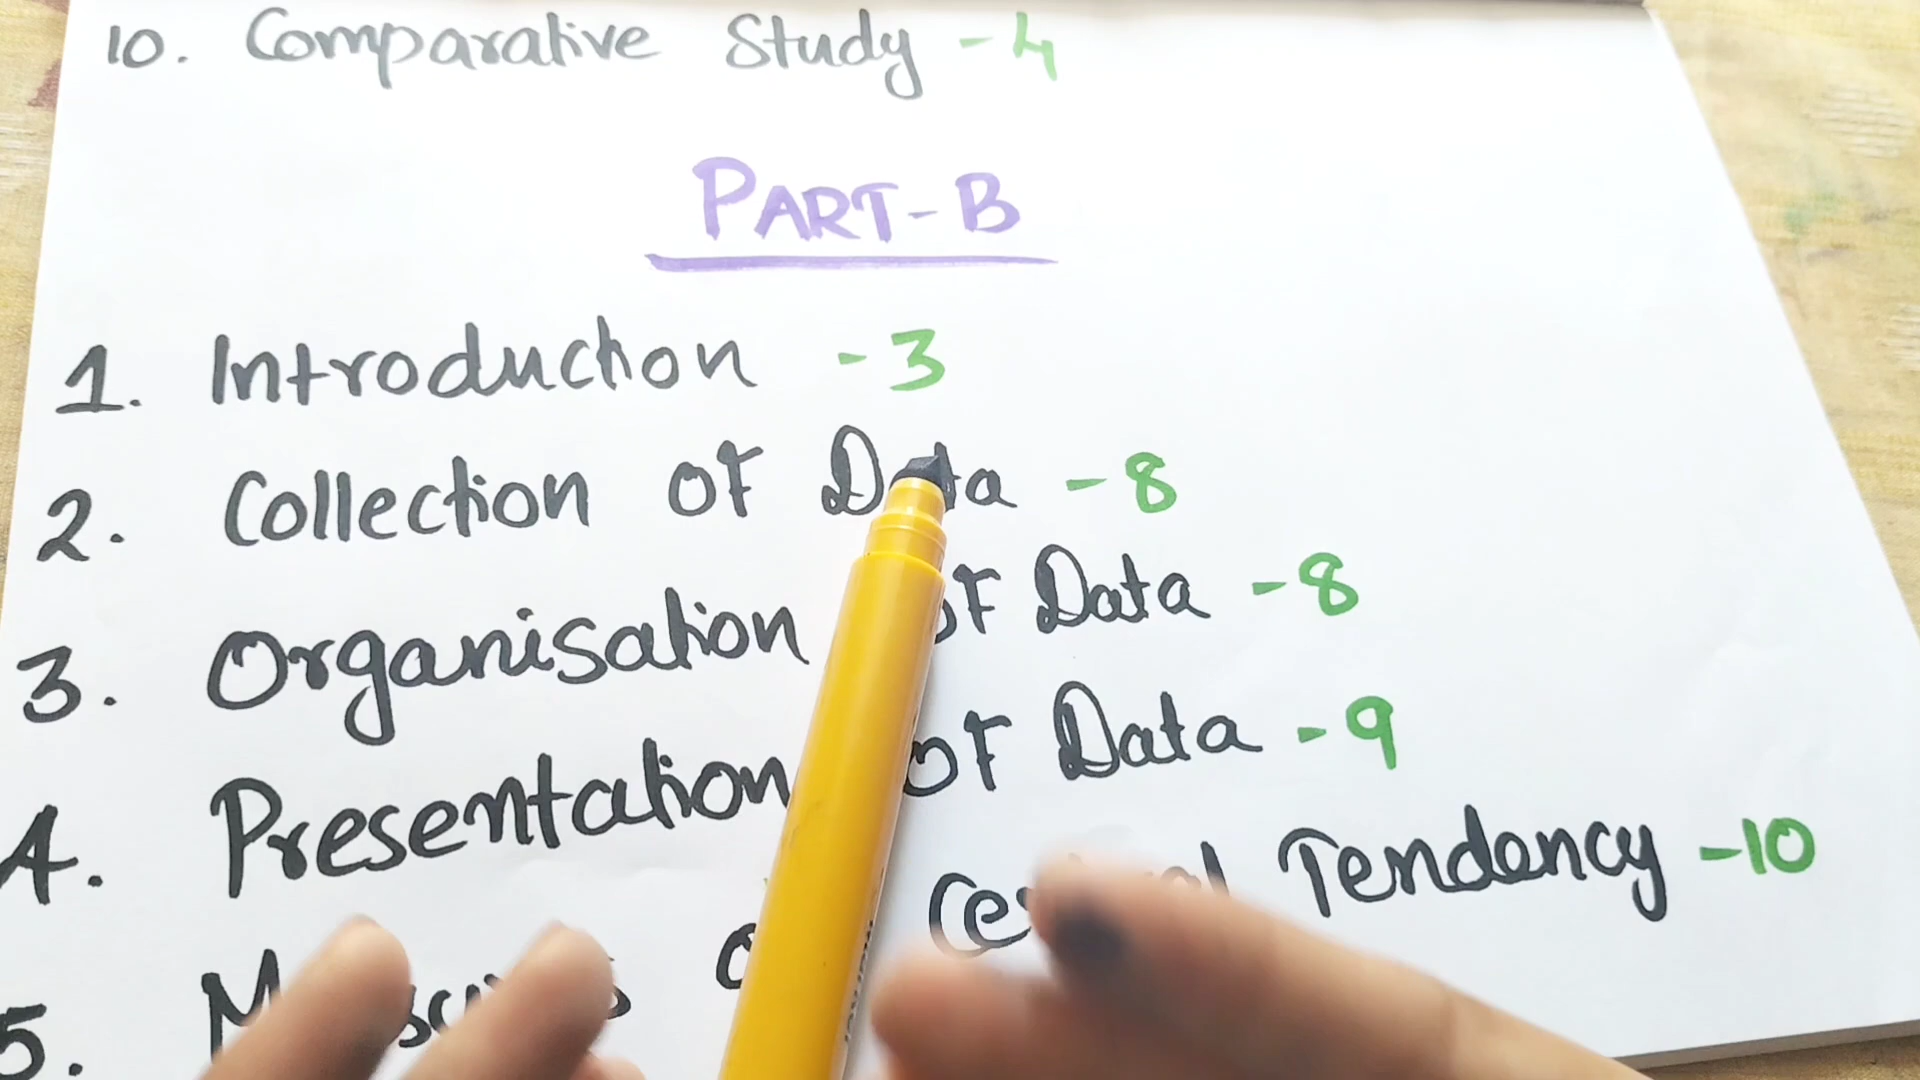 10. Comparative Study - 4
PART-B
1. Introduction - 3
2. Collection of Data - 8
3. Organisation of Data - 8
4. Presentation of Data - 9
5. Tendency - 10